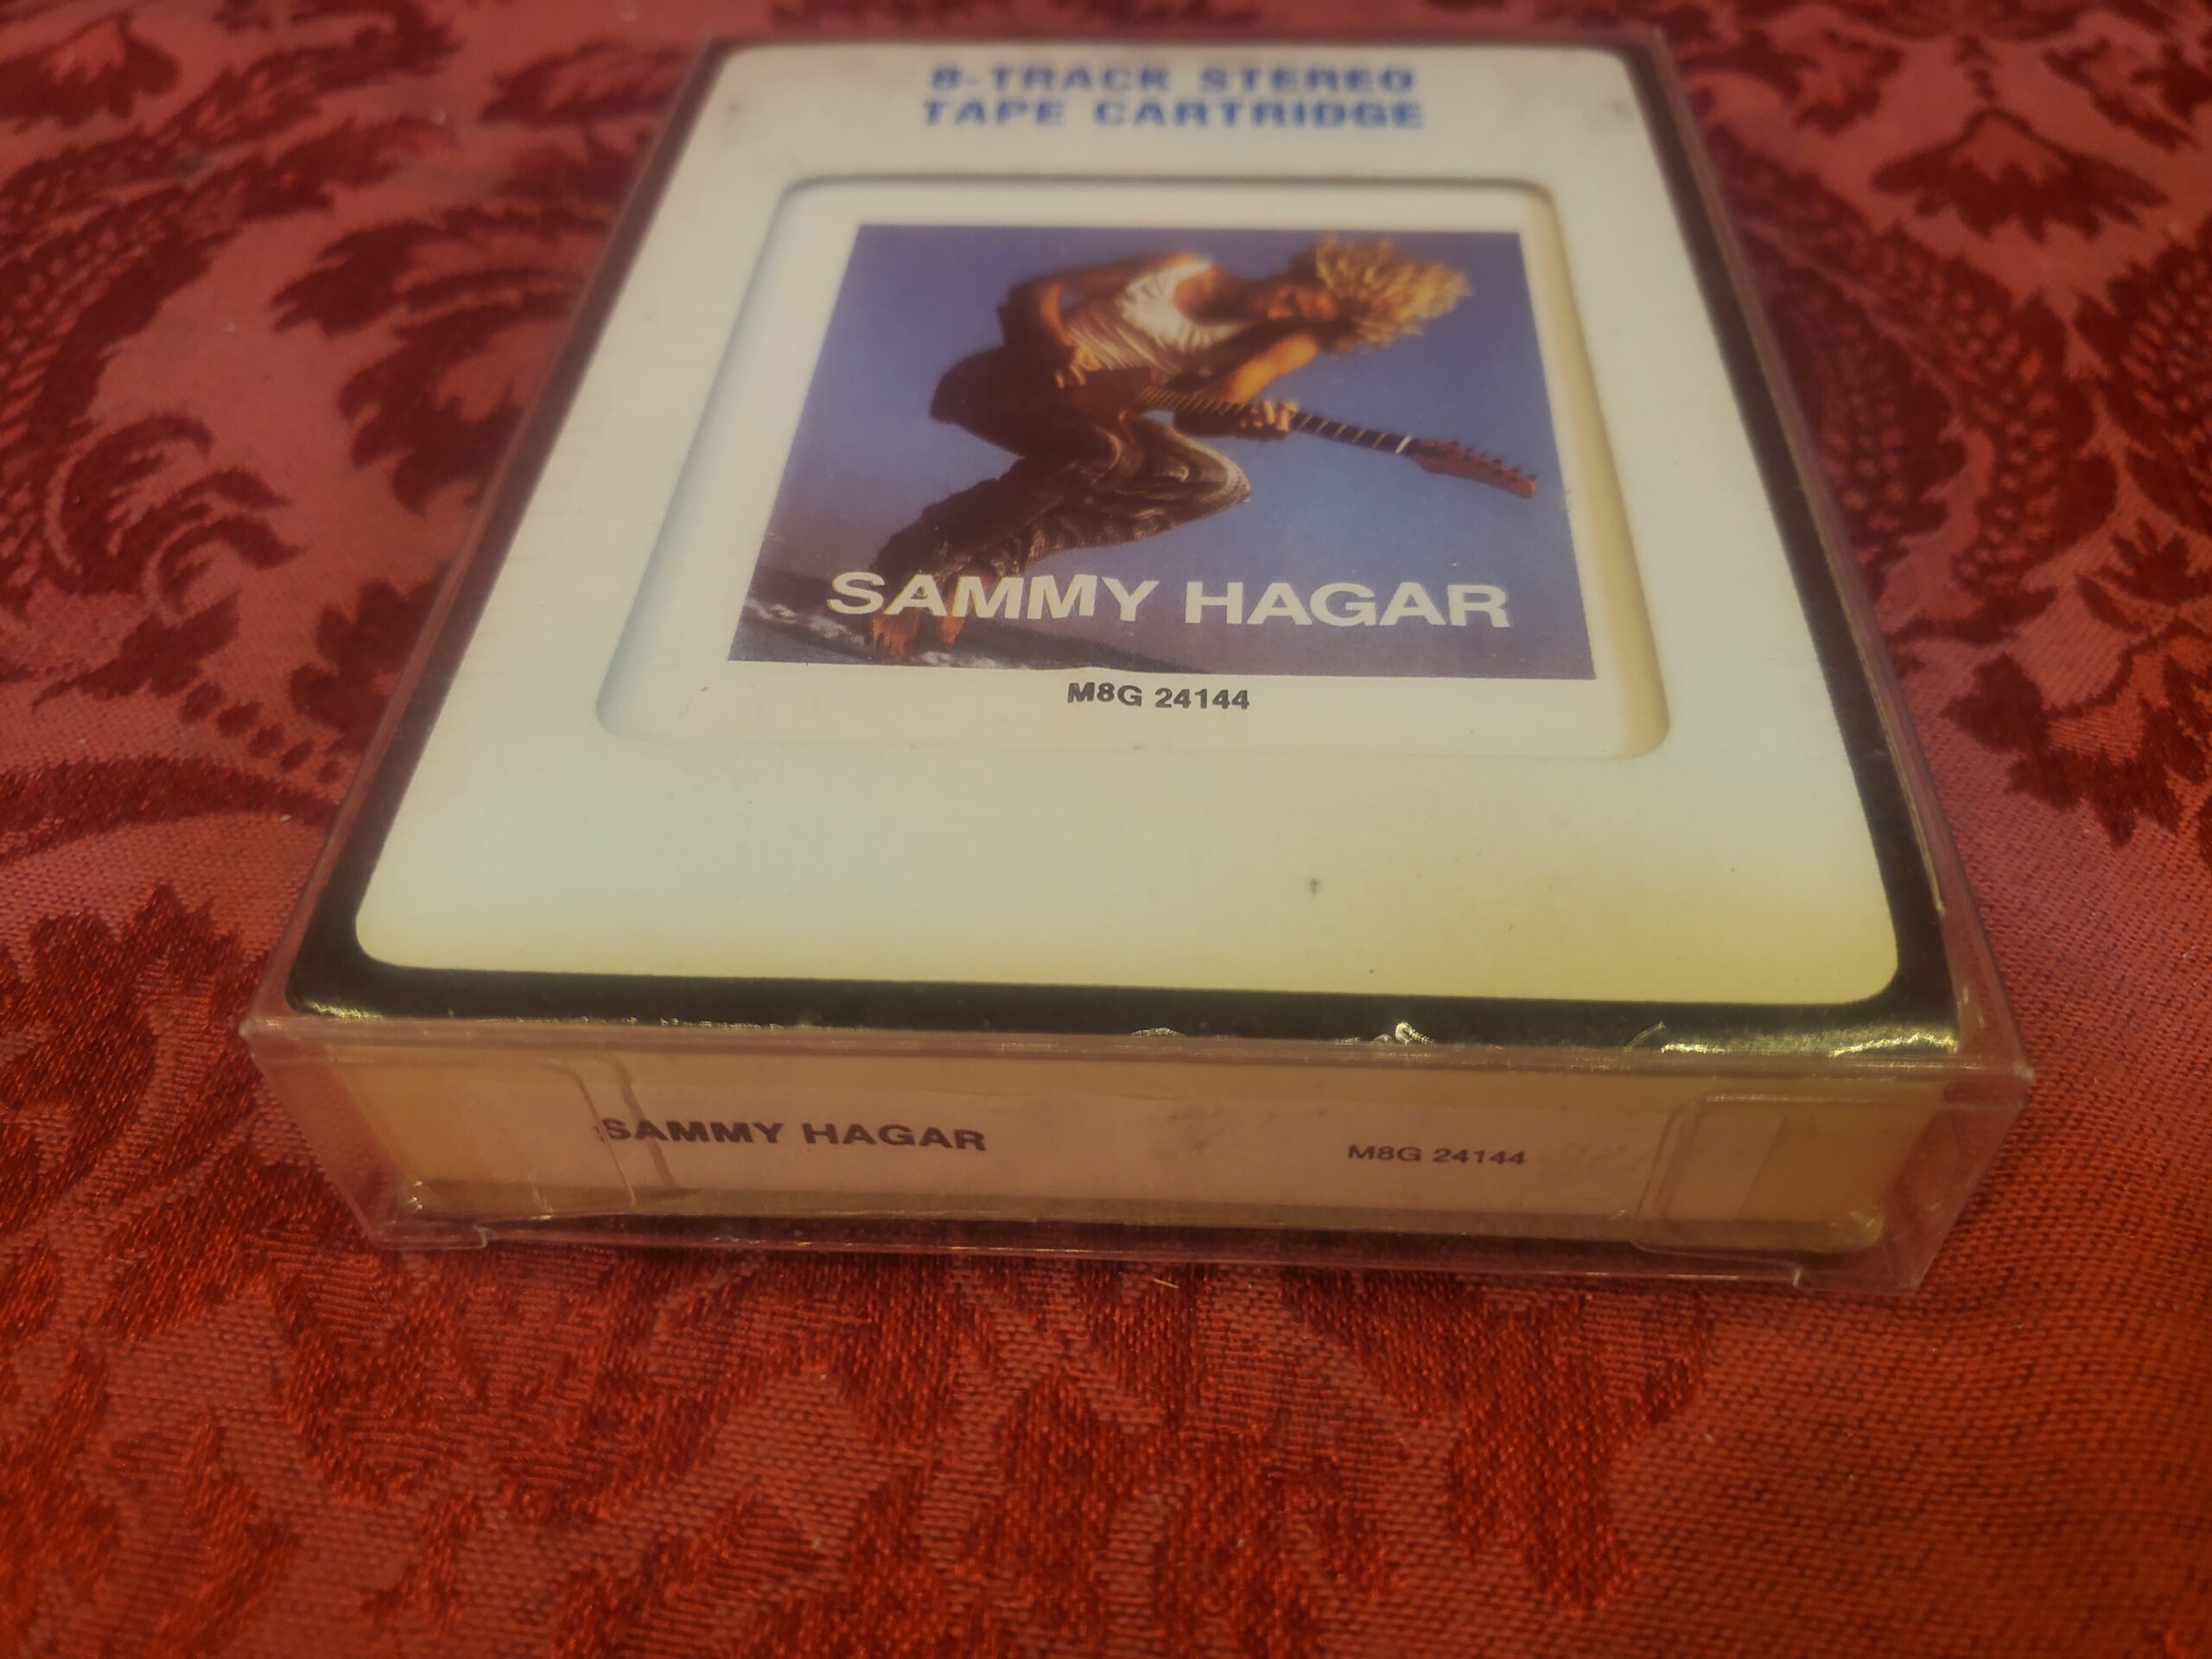 8-TRACK STEREO
TAPE CARTRIDGE
SAMMY HAGAR
M8G 24144
SAMMY HAGAR
M8G 24144